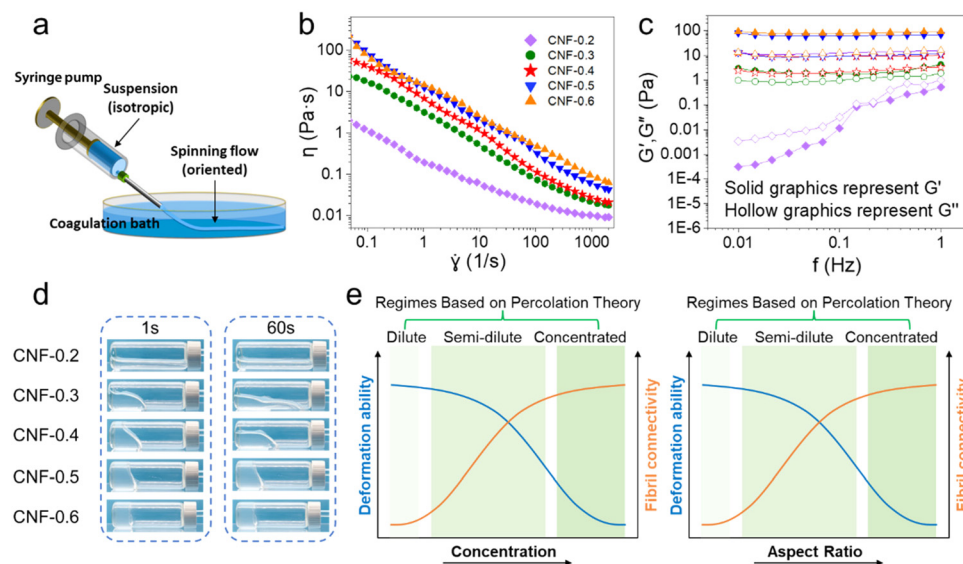 a
Syringe pump
Suspension
(isotropic)
Spinning flow
(oriented)
Coagulation bath
b
η (Pa·s)
100
10
1
0.1
0.01
0.1
1
10
100
1000
γ̇ (1/s)
CNF-0.2
CNF-0.3
CNF-0.4
CNF-0.5
CNF-0.6
c
G',G'' (Pa)
1000
100
10
1
0.1
0.01
0.001
1E-4
1E-5
1E-6
Solid graphics represent G'
Hollow graphics represent G''
0.01
0.1
1
f (Hz)
d
1s
60s
CNF-0.2
CNF-0.3
CNF-0.4
CNF-0.5
CNF-0.6
e
Regimes Based on Percolation Theory
Dilute
Semi-dilute
Concentrated
Deformation ability
Fibril connectivity
Concentration
Regimes Based on Percolation Theory
Dilute
Semi-dilute
Concentrated
Deformation ability
Fibril connectivity
Aspect Ratio